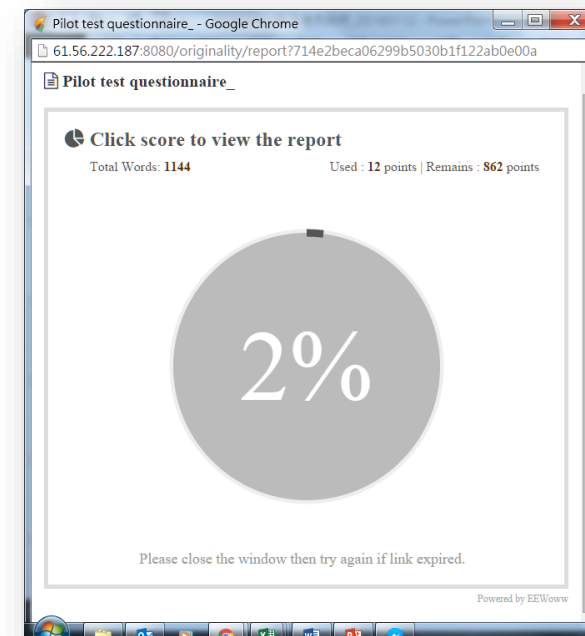 Pilot test questionnaire_ - Google Chrome
61.56.222.187:8080/originality/report?714e2beca06299b5030b1f122ab0e00a
Pilot test questionnaire_
Click score to view the report
Total Words: 1144 Used : 12 points | Remains : 862 points
2%
Please close the window then try again if link expired.
Powered by EEWoww